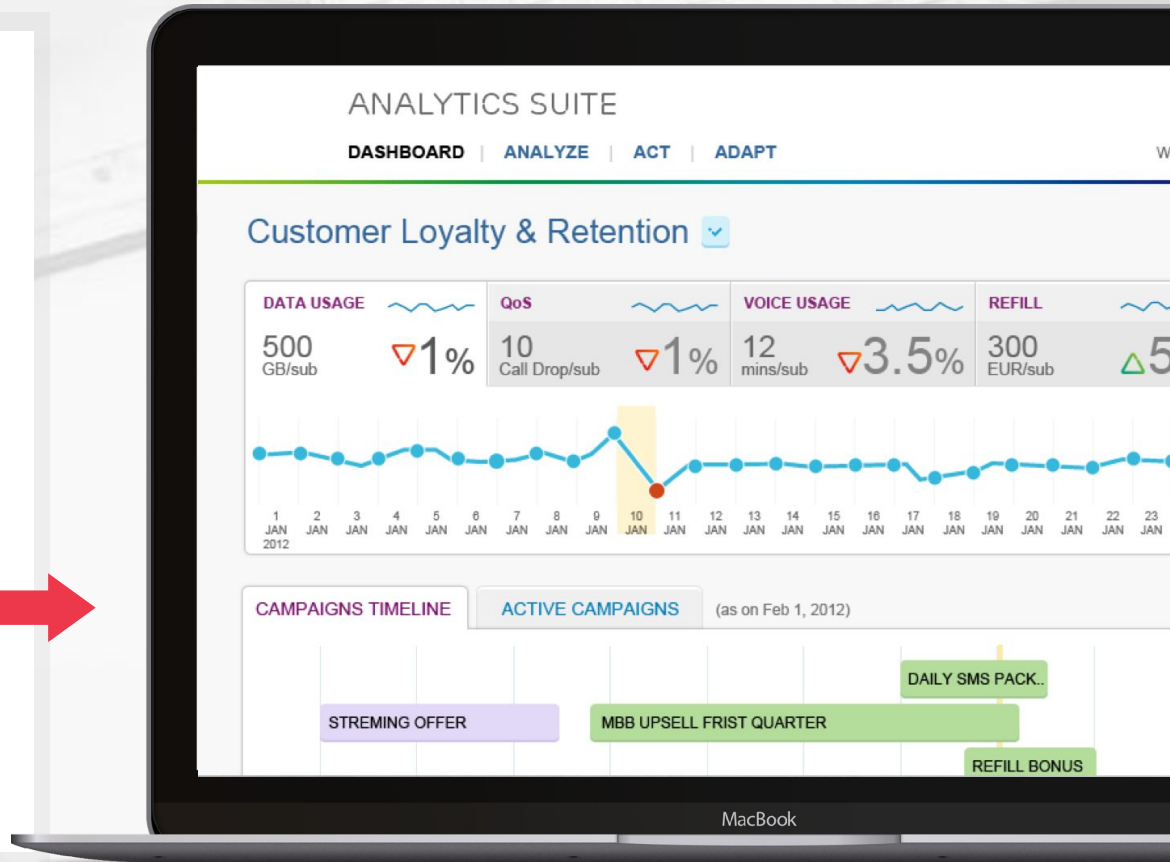 ANALYTICS SUITE
DASHBOARD | ANALYZE | ACT | ADAPT
Customer Loyalty & Retention
DATA USAGE QoS VOICE USAGE REFILL
500 1% 10 1% 12 3.5% 300 5
GB/sub Call Drop/sub mins/sub EUR/sub
1 2 3 4 5 6 7 8 9 10 11 12 13 14 15 16 17 18 19 20 21 22 23
JAN JAN JAN JAN JAN JAN JAN JAN JAN JAN JAN JAN JAN JAN JAN JAN JAN JAN JAN JAN JAN JAN JAN
2012
CAMPAIGNS TIMELINE ACTIVE CAMPAIGNS (as on Feb 1, 2012)
DAILY SMS PACK..
STREMING OFFER MBB UPSELL FRIST QUARTER
REFILL BONUS
MacBook